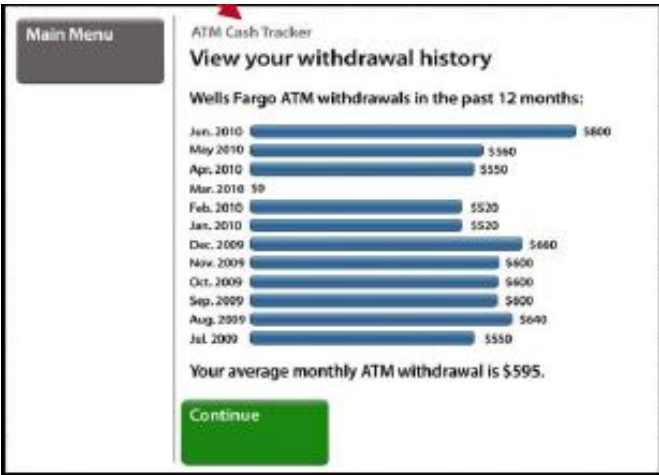 Main Menu
ATM Cash Tracker
View your withdrawal history
Wells Fargo ATM withdrawals in the past 12 months:
Jun. 2010 $800
May 2010 $560
Apr. 2010 $550
Mar. 2010 $0
Feb. 2010 $520
Jan. 2010 $520
Dec. 2009 $660
Nov. 2009 $600
Oct. 2009 $600
Sep. 2009 $600
Aug. 2009 $640
Jul. 2009 $550
Your average monthly ATM withdrawal is $595.
Continue